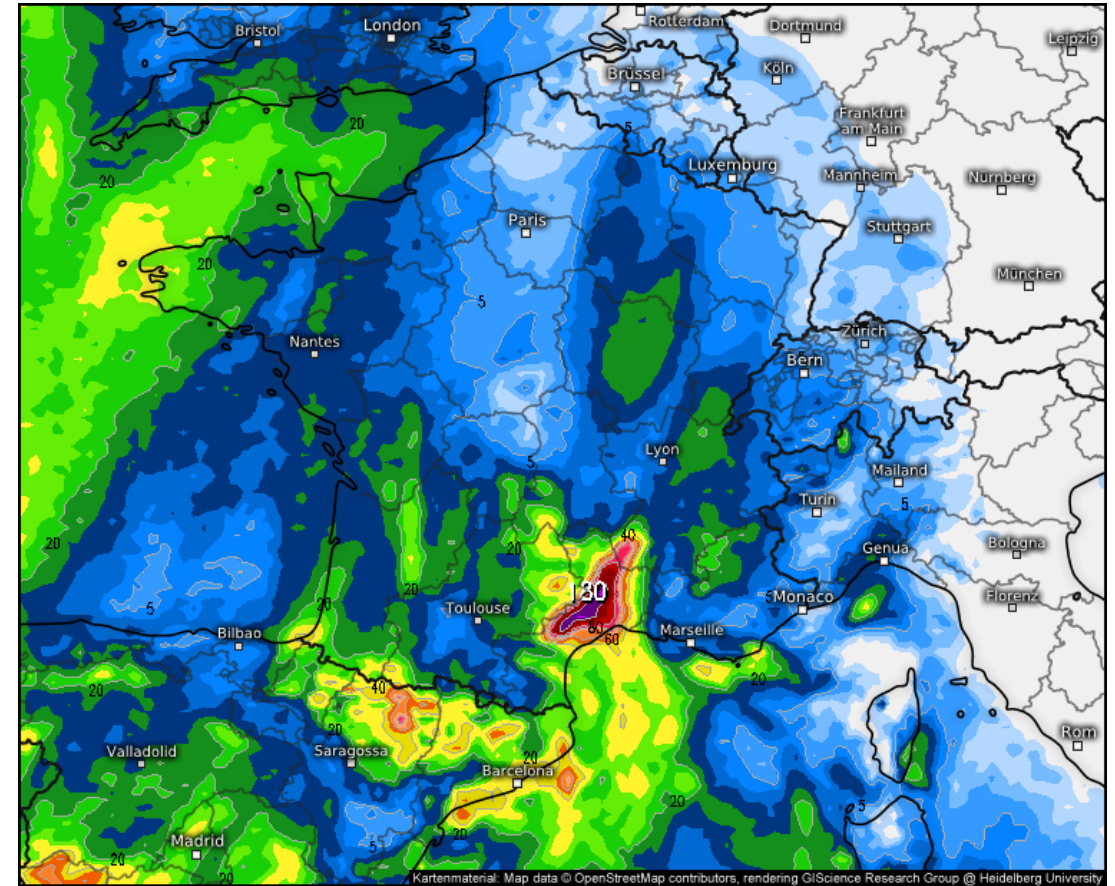 London
Bristol
Rotterdam
Dortmund
Leipzig
Brüssel
Köln
Frankfurt
am Main
20
5
Luxemburg
Mannheim
Nürnberg
20
Paris
Stuttgart
20
München
5
Nantes
Zürich
Bern
Lyon
5
Mailand
Turin
5
20
20
40
Genua
Bologna
130
20
5
20
5
Monaco
Florenz
Toulouse
80
60
Marseille
Bilbao
20
40
20
20
Rom
Valladolid
Saragossa
20
Barcelona
20
5
20
Madrid
5
20
20
Kartenmaterial: Map data © OpenStreetMap contributors, rendering GIScience Research Group @ Heidelberg University